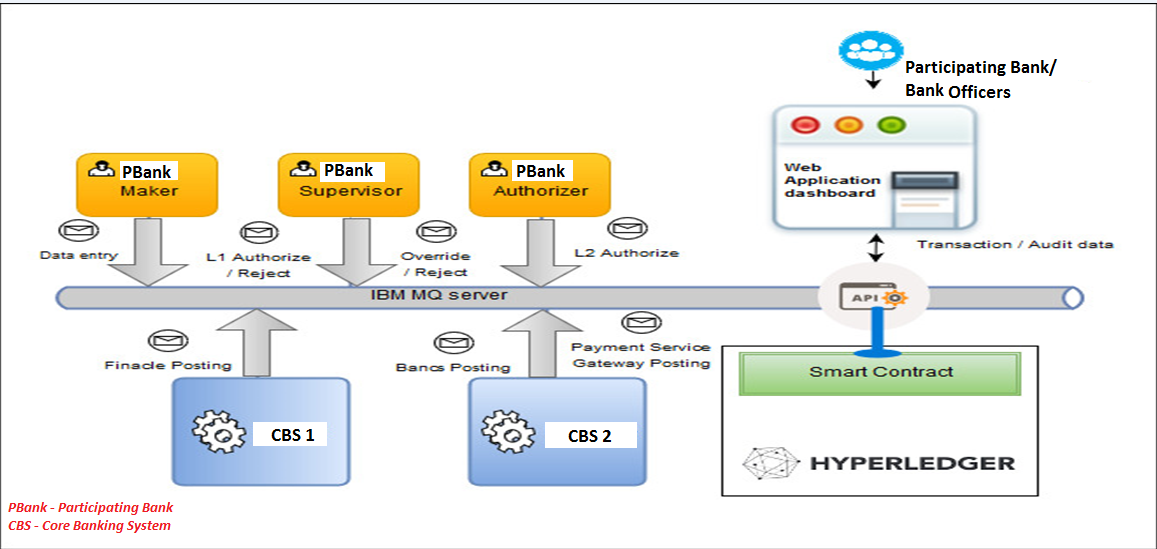 Participating Bank/
Bank Officers
Web
Application
dashboard
PBank
Maker
PBank
Supervisor
PBank
Authorizer
Data entry
L1 Authorize
/ Reject
Override
/ Reject
L2 Authorize
Transaction / Audit data
IBM MQ server
API
Finacle Posting
Bancs Posting
Payment Service
Gateway Posting
Smart Contract
CBS 1
CBS 2
HYPERLEDGER
PBank - Participating Bank
CBS - Core Banking System